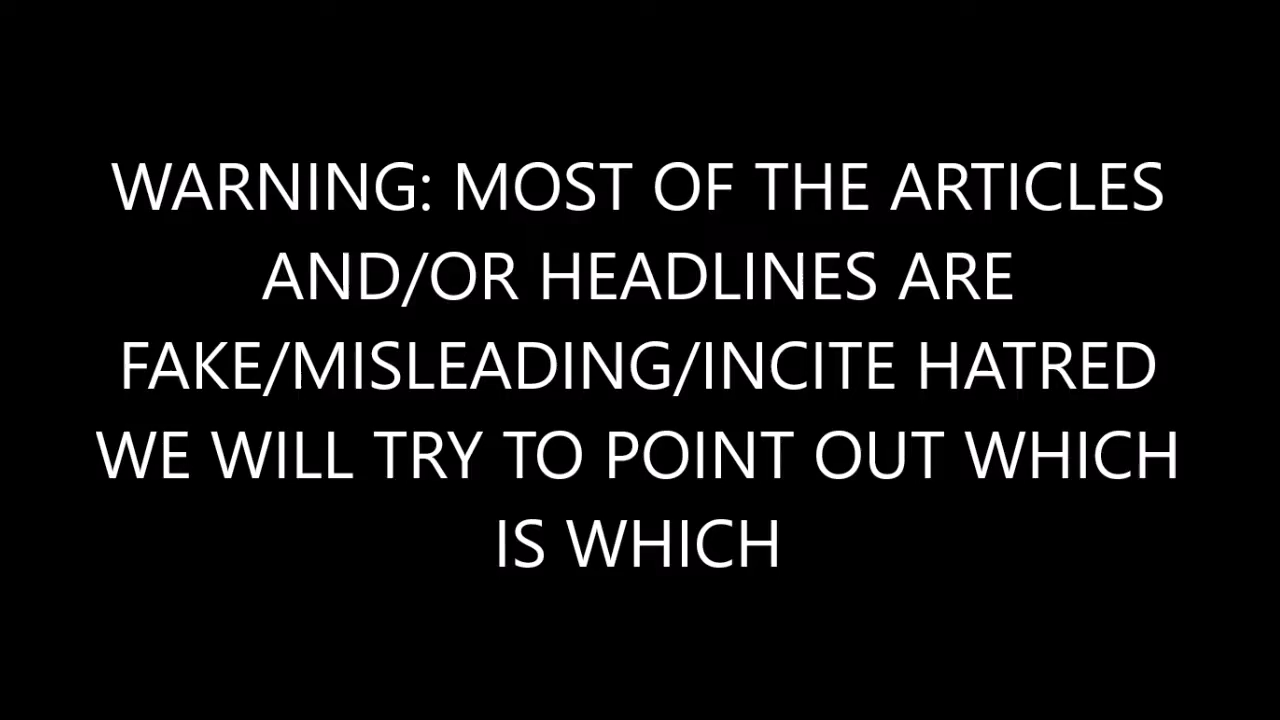 WARNING: MOST OF THE ARTICLES
AND/OR HEADLINES ARE
FAKE/MISLEADING/INCITE HATRED
WE WILL TRY TO POINT OUT WHICH
IS WHICH